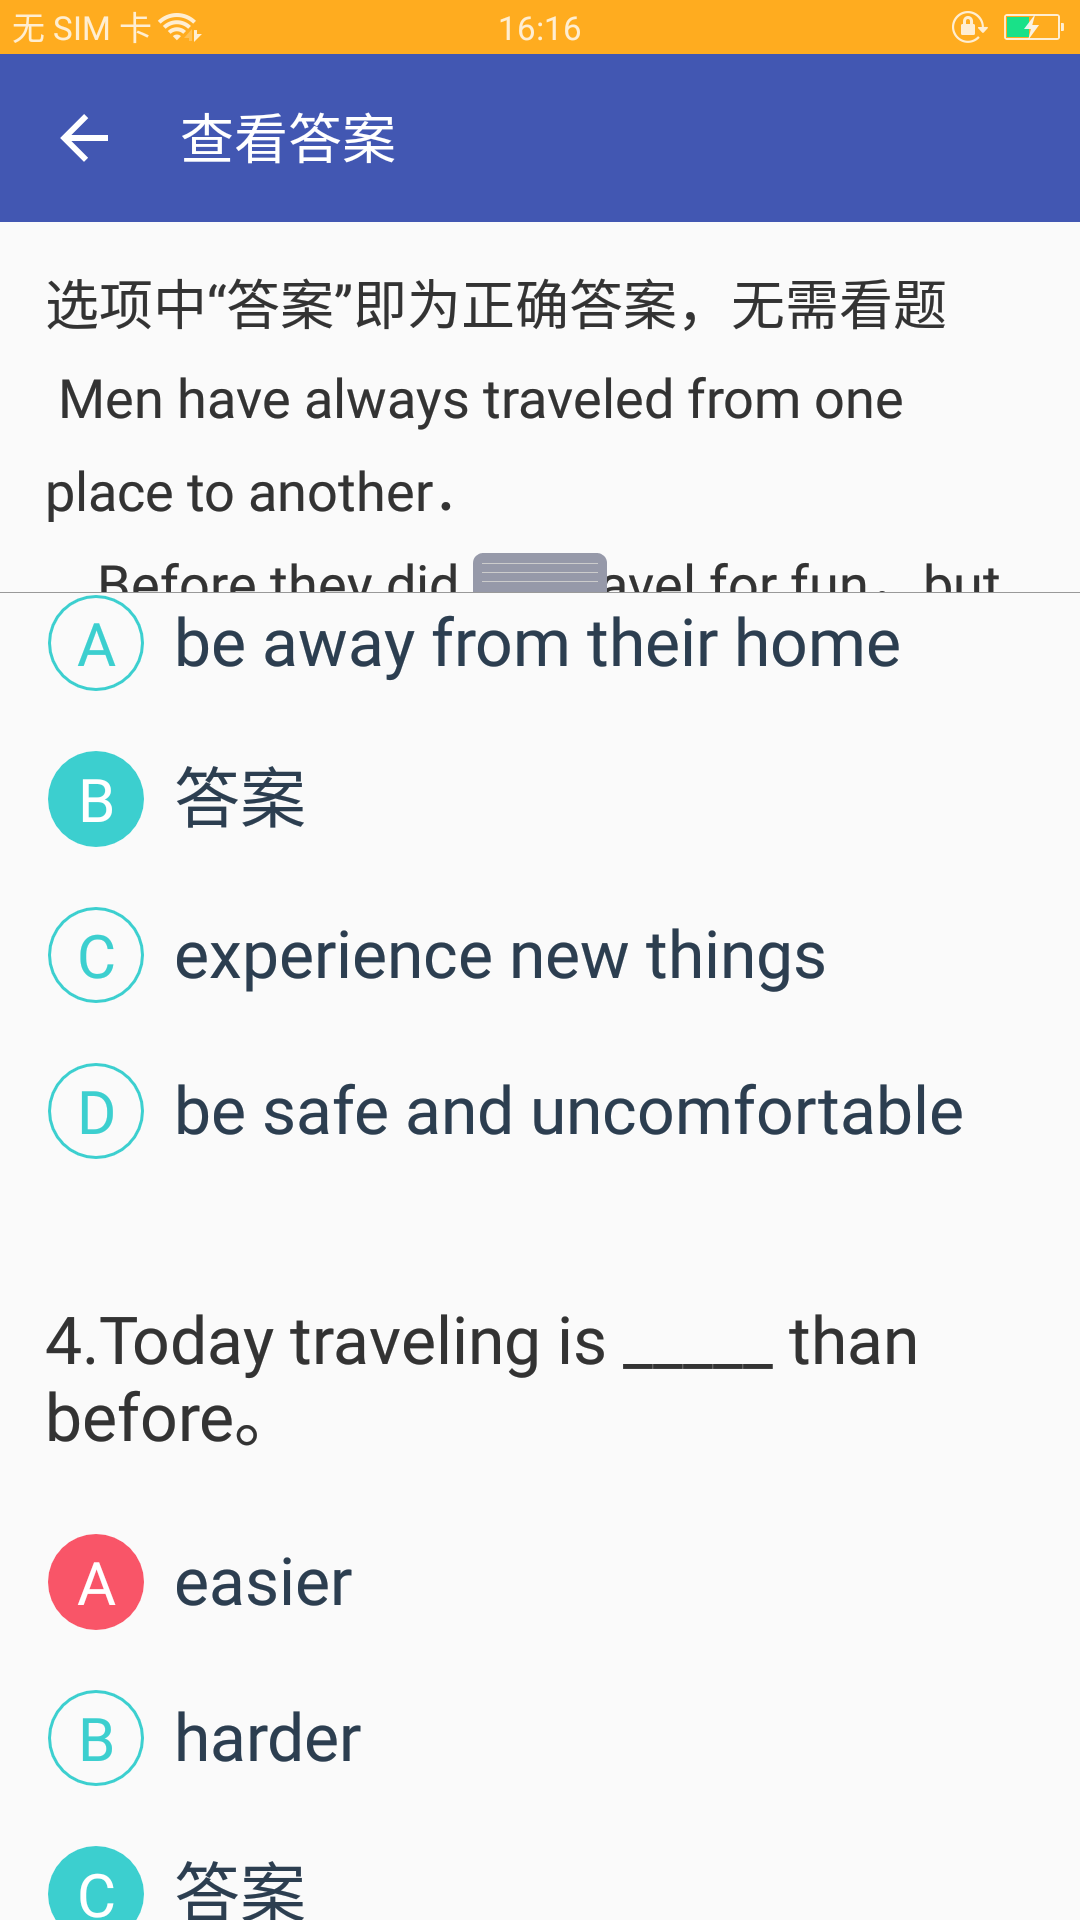 无 SIM 卡 16:16
查看答案
选项中“答案”即为正确答案，无需看题
Men have always traveled from one
place to another．
Before they did avel for fun．but
A be away from their home
B 答案
C experience new things
D be safe and uncomfortable
4.Today traveling is _____ than
before。
A easier
B harder
C 答案